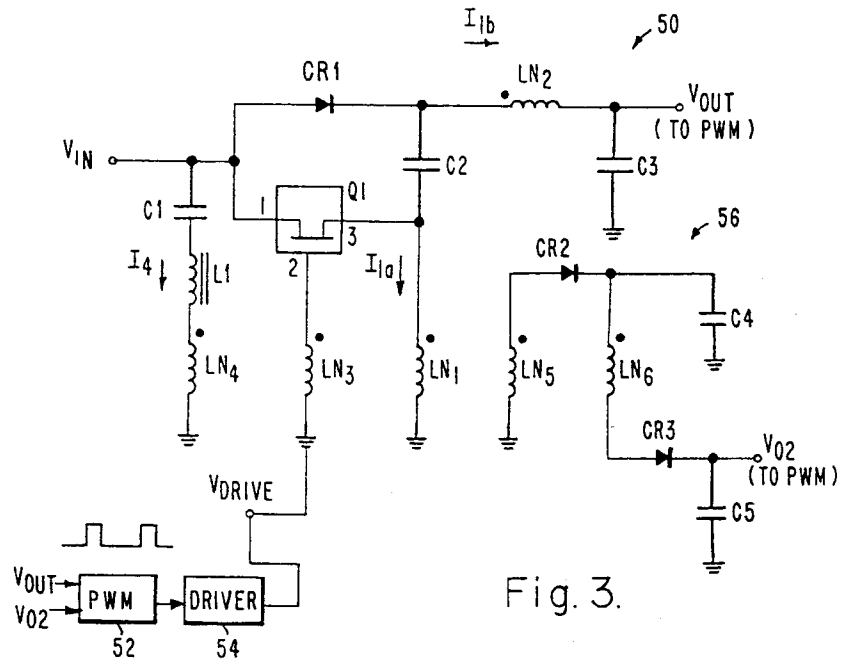 I1b
50
CR1
LN2
VOUT
(TO PWM)
VIN
C2
C3
C1
1
Q1
3
2
I4
L1
I1a
56
CR2
C4
LN4
LN3
LN1
LN5
LN6
CR3
VO2
(TO PWM)
C5
VDRIVE
VOUT
VO2
PWM
DRIVER
52
54
Fig. 3.